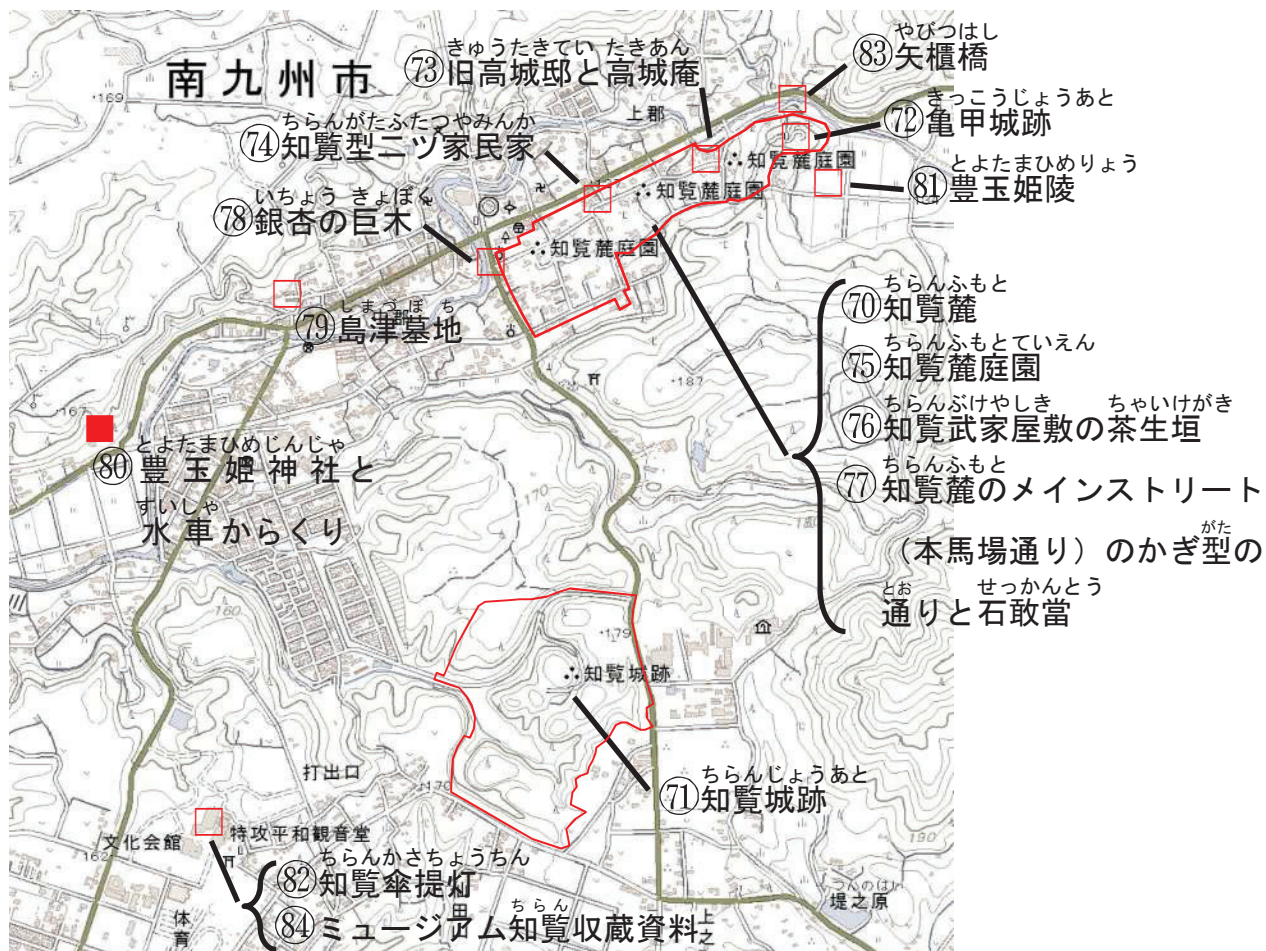 やびつはし
⑧③矢櫃橋
きゅうたきてい たきあん
⑦③旧高城邸と高城庵
南九州市
・169
上郡
きっこうじょうあと
⑦②亀甲城跡
ちらんがたふたつやみんか
⑦④知覧型二ツ家民家
∴知覧麓庭園
∴知覧麓庭園
とよたまひめりょう
⑧①豊玉姫陵
いちょう きょぼく
⑦⑧銀杏の巨木
∴知覧麓庭園
ちらんふもと
⑦⓪知覧麓
しまづぼち
⑦⑨島津墓地
ちらんふもとていえん
⑦⑤知覧麓庭園
・187
ちらんぶけやしき ちゃいけがき
⑦⑥知覧武家屋敷の茶生垣
・167
とよたまひめじんじゃ
⑧⓪豊玉姫神社と
すいしゃ
水車からくり
ちらんふもと
⑦⑦知覧麓のメインストリート
がた
（本馬場通り）のかぎ型の
とお せっかんとう
通りと石敢當
170
180
160
・179
∴知覧城跡
打出口
・170
ちらんじょうあと
⑦①知覧城跡
文化会館
特攻平和観音堂
162
190
ちらんかさちょうちん
⑧②知覧傘提灯
ちらん
⑧④ミュージアム知覧収蔵資料
体育
上之
堤之原